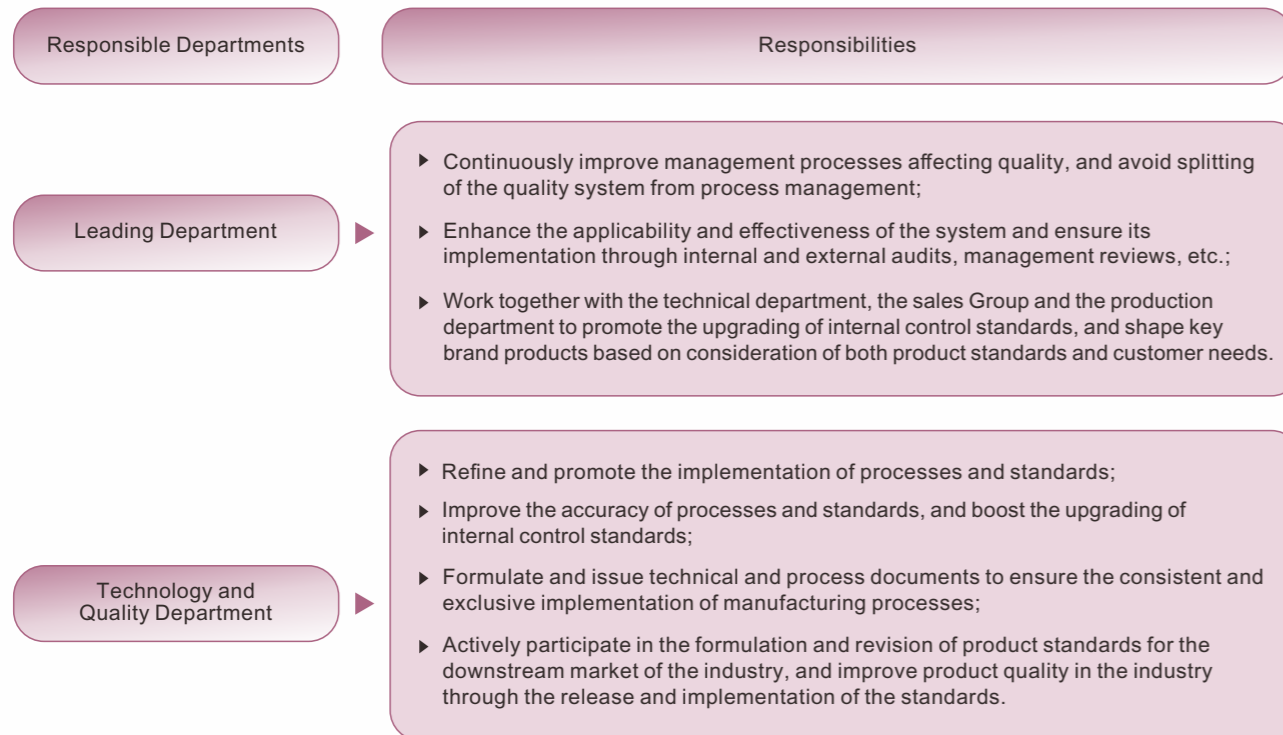 Responsible Departments
Responsibilities
Leading Department
Continuously improve management processes affecting quality, and avoid splitting
of the quality system from process management;
Enhance the applicability and effectiveness of the system and ensure its
implementation through internal and external audits, management reviews, etc.;
Work together with the technical department, the sales Group and the production
department to promote the upgrading of internal control standards, and shape key
brand products based on consideration of both product standards and customer needs.
Technology and
Quality Department
Refine and promote the implementation of processes and standards;
Improve the accuracy of processes and standards, and boost the upgrading of
internal control standards;
Formulate and issue technical and process documents to ensure the consistent and
exclusive implementation of manufacturing processes;
Actively participate in the formulation and revision of product standards for the
downstream market of the industry, and improve product quality in the industry
through the release and implementation of the standards.